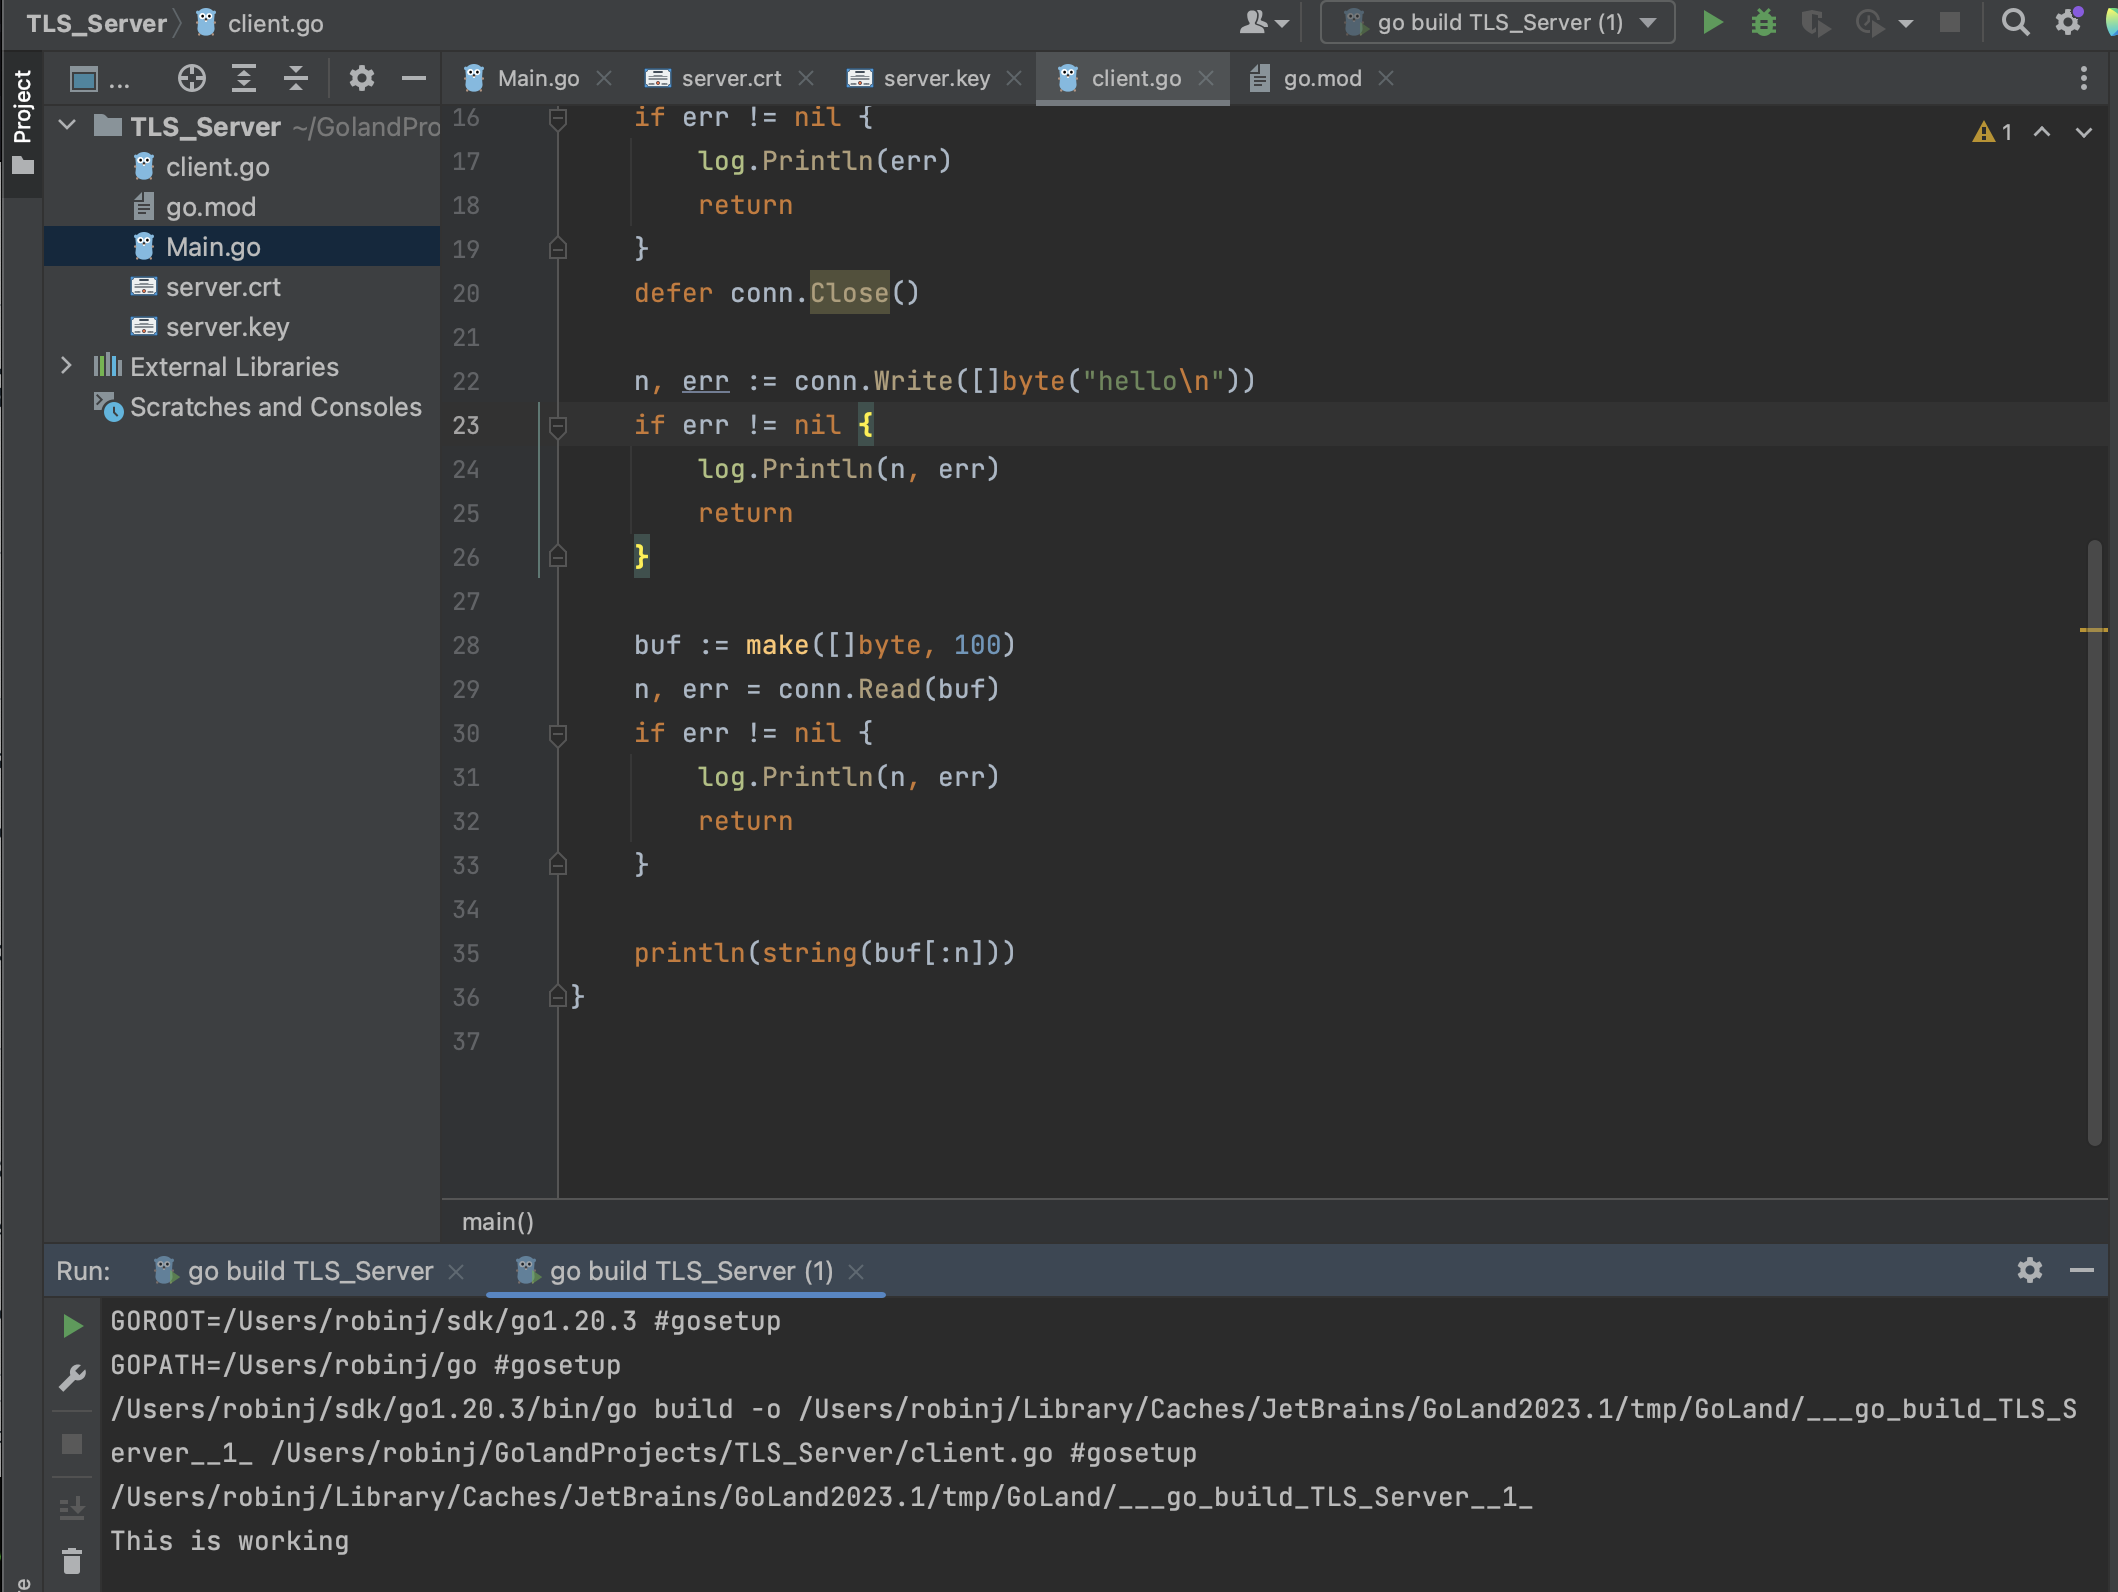 TLS_Server
client.go
go build TLS_Server (1)
Project
...
Main.go
server.crt
server.key
client.go
go.mod
TLS_Server ~/GolandPro
client.go
go.mod
Main.go
server.crt
server.key
External Libraries
Scratches and Consoles
1
16 if err != nil {
17 log.Println(err)
18 return
19 }
20 defer conn.Close()
21
22 n, err := conn.Write([]byte("hello\n"))
23 if err != nil {
24 log.Println(n, err)
25 return
26 }
27
28 buf := make([]byte, 100)
29 n, err = conn.Read(buf)
30 if err != nil {
31 log.Println(n, err)
32 return
33 }
34
35 println(string(buf[:n]))
36 }
37
main()
Run: go build TLS_Server go build TLS_Server (1)
GOROOT=/Users/robinj/sdk/go1.20.3 #gosetup
GOPATH=/Users/robinj/go #gosetup
/Users/robinj/sdk/go1.20.3/bin/go build -o /Users/robinj/Library/Caches/JetBrains/GoLand2023.1/tmp/GoLand/___go_build_TLS_S
erver__1_ /Users/robinj/GolandProjects/TLS_Server/client.go #gosetup
/Users/robinj/Library/Caches/JetBrains/GoLand2023.1/tmp/GoLand/___go_build_TLS_Server__1_
This is working